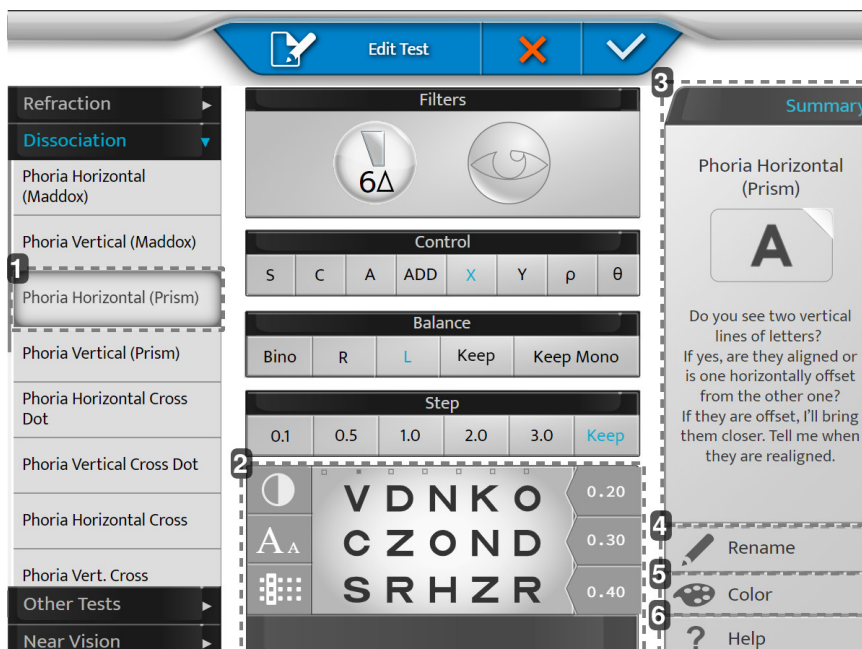 Edit Test
Refraction
Dissociation
Phoria Horizontal
(Maddox)
Phoria Vertical (Maddox)
1
Phoria Horizontal (Prism)
Phoria Vertical (Prism)
Phoria Horizontal Cross
Dot
Phoria Vertical Cross Dot
Phoria Horizontal Cross
Phoria Vert. Cross
Other Tests
Near Vision
Filters
6Δ
Control
S C A ADD X Y ρ θ
Balance
Bino R L Keep Keep Mono
Step
0.1 0.5 1.0 2.0 3.0 Keep
2
V D N K O 0.20
A A C Z O N D 0.30
S R H Z R 0.40
3
Summary
Phoria Horizontal
(Prism)
A
Do you see two vertical
lines of letters?
If yes, are they aligned or
is one horizontally offset
from the other one?
If they are offset, I'll bring
them closer. Tell me when
they are realigned.
4
Rename
5
Color
6
? Help